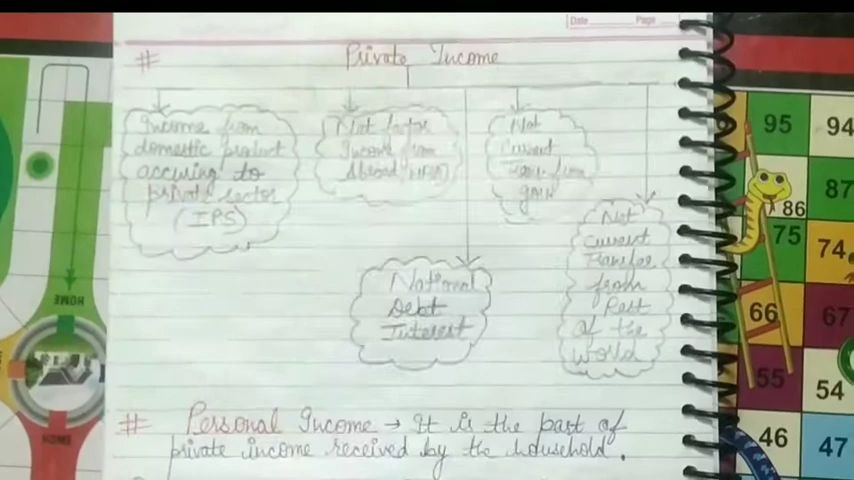 Date Page
# Private Income
Income from
domestic product
accuring to
private sector
(IPS)
Net factor
Income from
Abroad (NFIA)
Net
Current
from
National
Debt
Interest
Net
current
Transfer
from
Rest
of the
world
# Personal Income → It is the part of
private income received by the household.
HOME
HOME
95
94
86
87
75
74
66
67
55
54
46
47